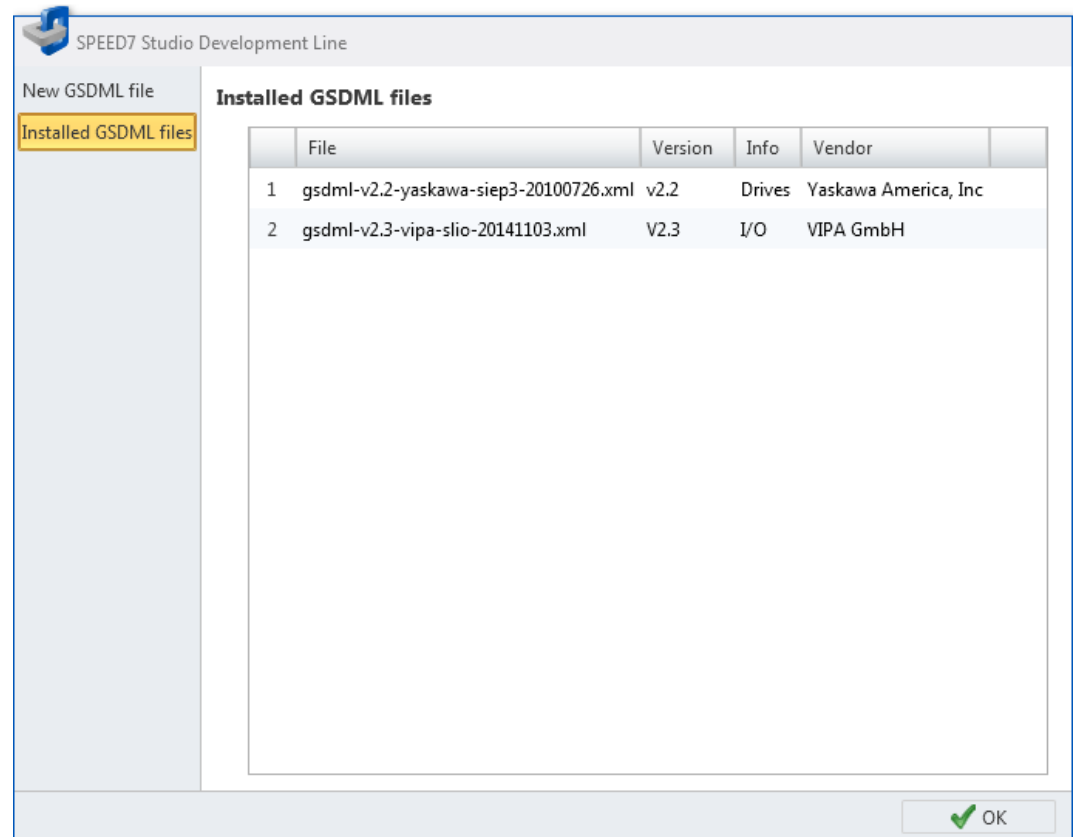 SPEED7 Studio Development Line
New GSDML file
Installed GSDML files
Installed GSDML files
File Version Info Vendor
1 gsdml-v2.2-yaskawa-siep3-20100726.xml v2.2 Drives Yaskawa America, Inc
2 gsdml-v2.3-vipa-slio-20141103.xml V2.3 I/O VIPA GmbH
OK